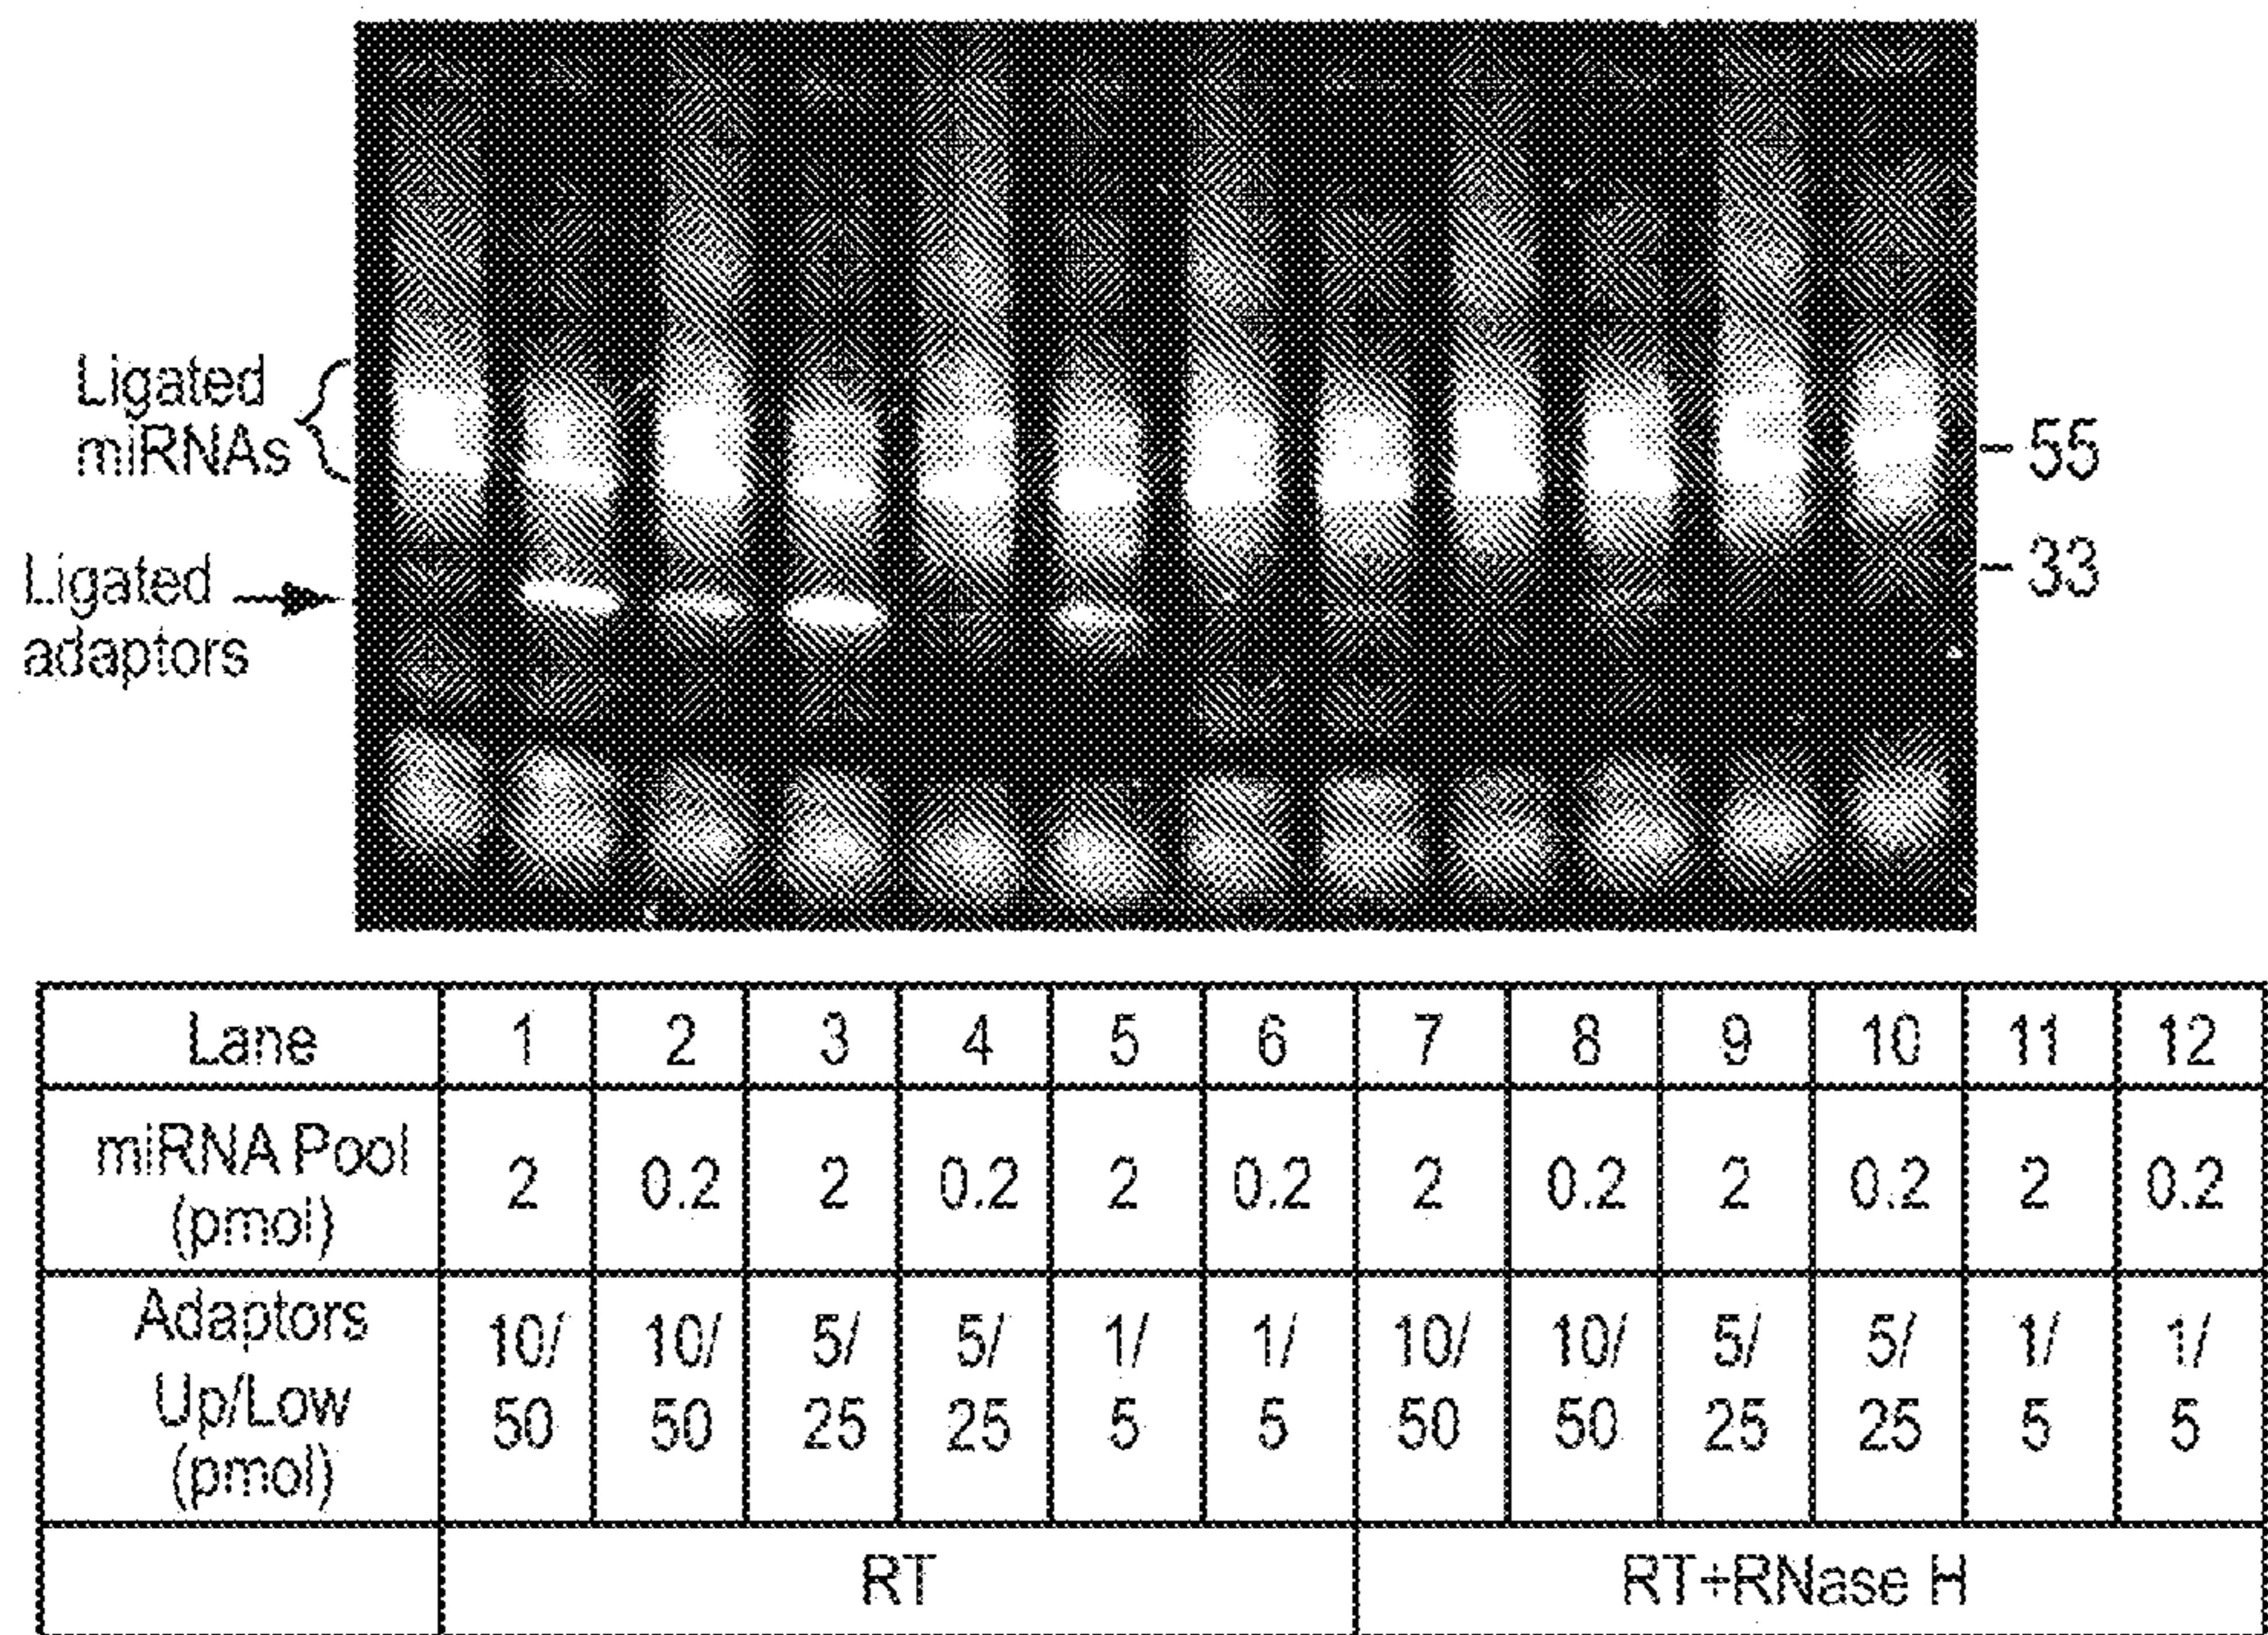 Ligated
miRNAs
Ligated
adaptors
55
33
Lane 1 2 3 4 5 6 7 8 9 10 11 12
miRNA Pool
(pmol) 2 0.2 2 0.2 2 0.2 2 0.2 2 0.2 2 0.2
Adaptors
Up/Low
(pmol) 10/ 10/ 5/ 5/ 1/ 1/ 10/ 10/ 5/ 5/ 1/ 1/
50 50 25 25 5 5 50 50 25 25 5 5
RT RT+RNase H